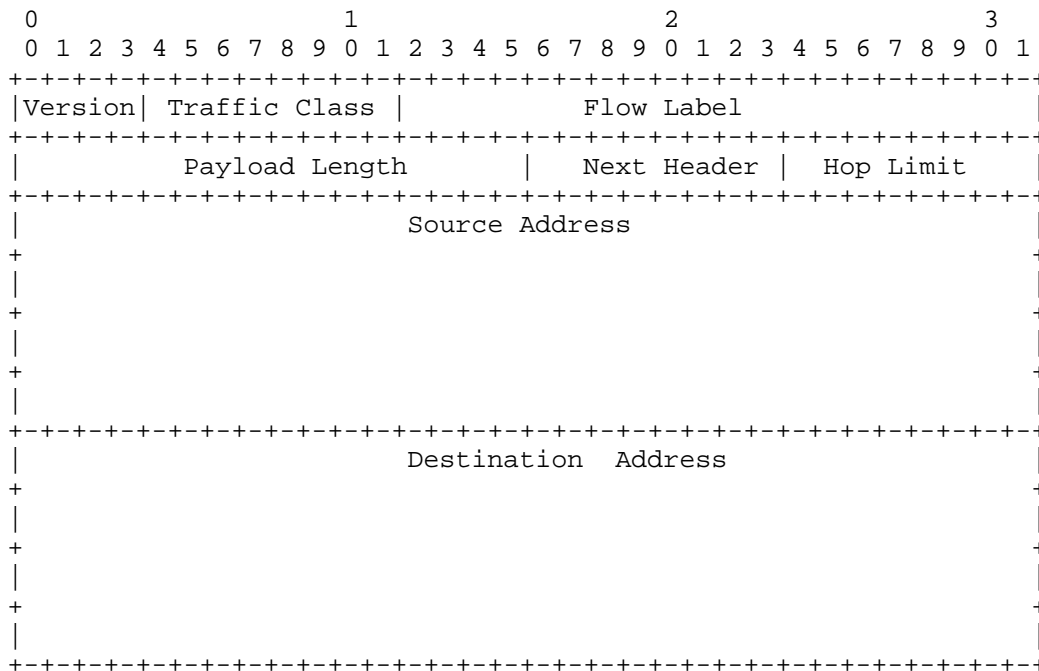 0                   1                   2                   3
0 1 2 3 4 5 6 7 8 9 0 1 2 3 4 5 6 7 8 9 0 1 2 3 4 5 6 7 8 9 0 1
+-+-+-+-+-+-+-+-+-+-+-+-+-+-+-+-+-+-+-+-+-+-+-+-+-+-+-+-+-+-+-+-+
|Version| Traffic Class |           Flow Label                  |
+-+-+-+-+-+-+-+-+-+-+-+-+-+-+-+-+-+-+-+-+-+-+-+-+-+-+-+-+-+-+-+-+
|          Payload Length       |   Next Header |  Hop Limit    |
+-+-+-+-+-+-+-+-+-+-+-+-+-+-+-+-+-+-+-+-+-+-+-+-+-+-+-+-+-+-+-+-+
|                        Source Address                         |
+                                                               +
|                                                               |
+                                                               +
|                                                               |
+                                                               +
|                                                               |
+-+-+-+-+-+-+-+-+-+-+-+-+-+-+-+-+-+-+-+-+-+-+-+-+-+-+-+-+-+-+-+-+
|                        Destination  Address                   |
+                                                               +
|                                                               |
+                                                               +
|                                                               |
+                                                               +
|                                                               |
+-+-+-+-+-+-+-+-+-+-+-+-+-+-+-+-+-+-+-+-+-+-+-+-+-+-+-+-+-+-+-+-+